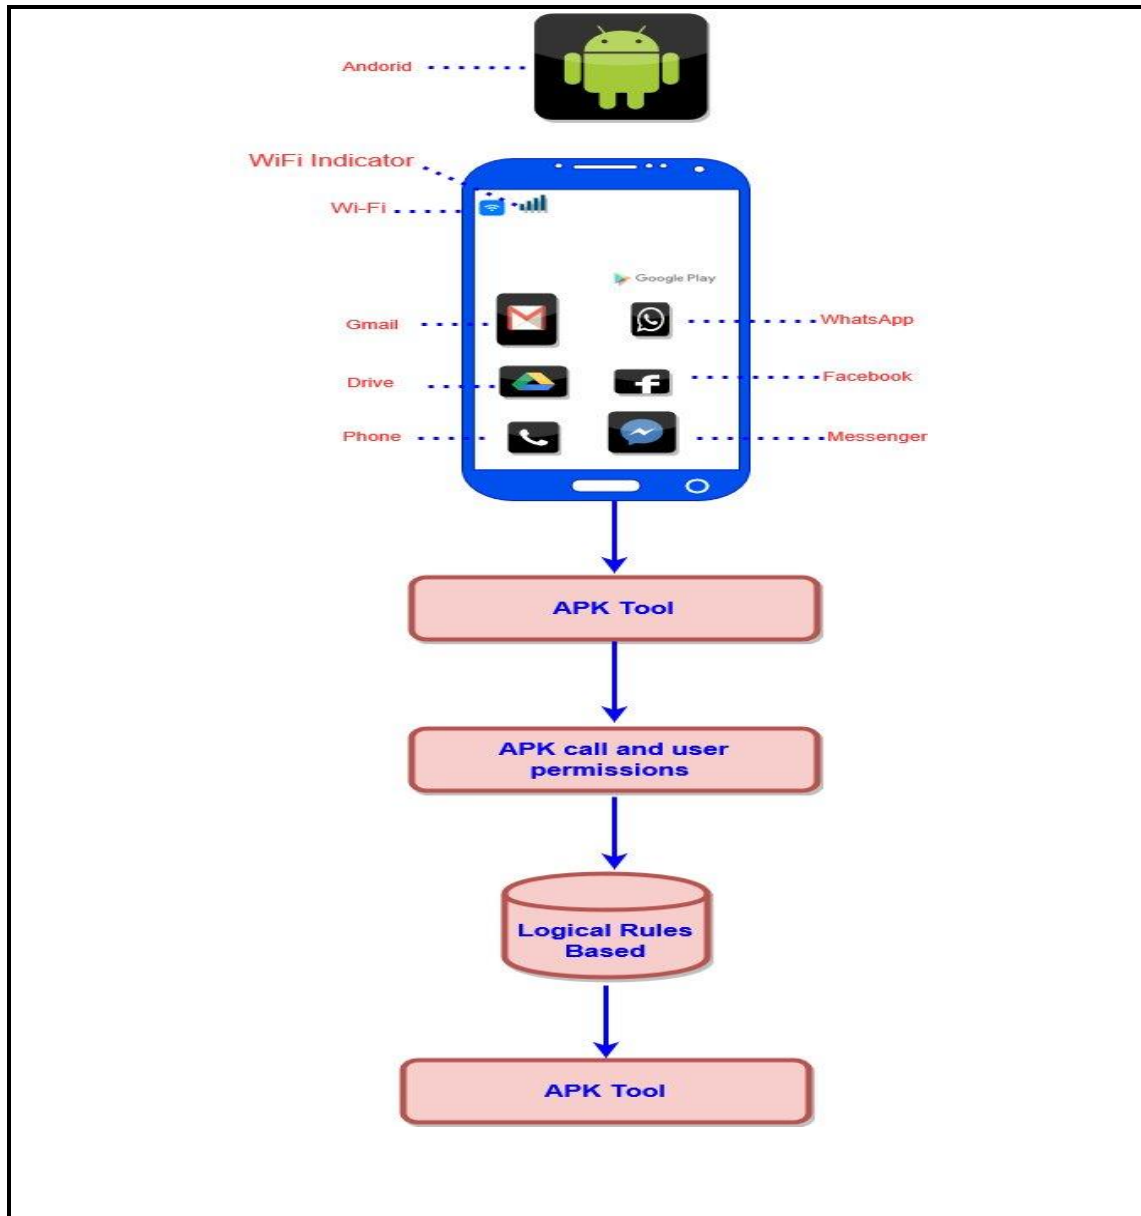 Andorid
WiFi Indicator
Wi-Fi
Google Play
Gmail
WhatsApp
Drive
Facebook
Phone
Messenger
APK Tool
APK call and user
permissions
Logical Rules
Based
APK Tool